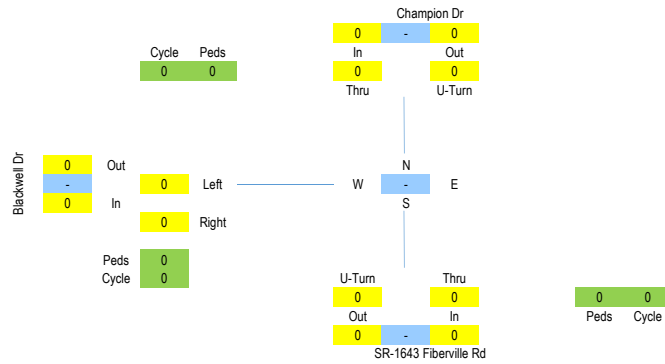 Champion Dr
0 - 0
Cycle Peds In Out
0 0 0 0
Thru U-Turn
Blackwell Dr
0 Out N
- 0 Left W - E
0 In S
0 Right
Peds 0
Cycle 0
U-Turn Thru
0 0 0 0
Out In Peds Cycle
0 - 0
SR-1643 Fiberville Rd